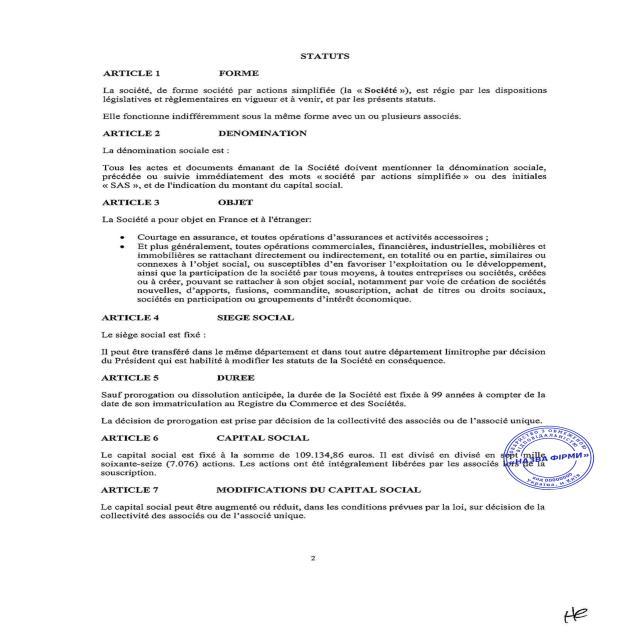 STATUTS
ARTICLE 1 FORME
La société, de forme société par actions simplifiée (la « Société »), est régie par les dispositions
législatives et règlementaires en vigueur et à venir, et par les présents statuts.
Elle fonctionne indifféremment sous la même forme avec un ou plusieurs associés.
ARTICLE 2 DENOMINATION
La dénomination sociale est :
Tous les actes et documents émanant de la Société doivent mentionner la dénomination sociale,
précédée ou suivie immédiatement des mots « société par actions simplifiée » ou des initiales
« SAS », et de l'indication du montant du capital social.
ARTICLE 3 OBJET
La Société a pour objet en France et à l'étranger:
• Courtage en assurance, et toutes opérations d'assurances et activités accessoires ;
• Et plus généralement, toutes opérations commerciales, financières, industrielles, mobilières et
immobilières se rattachant directement ou indirectement, en totalité ou en partie, similaires ou
connexes à l'objet social, ou susceptibles d'en favoriser l'exploitation ou le développement,
ainsi que la participation de la société par tous moyens, à toutes entreprises ou sociétés, créées
ou à créer, pouvant se rattacher à son objet social, notamment par voie de création de sociétés
nouvelles, d'apports, fusions, commandite, souscription, achat de titres ou droits sociaux,
sociétés en participation ou groupements d'intérêt économique.
ARTICLE 4 SIEGE SOCIAL
Le siège social est fixé :
Il peut être transféré dans le même département et dans tout autre département limitrophe par décision
du Président qui est habilité à modifier les statuts de la Société en conséquence.
ARTICLE 5 DUREE
Sauf prorogation ou dissolution anticipée, la durée de la Société est fixée à 99 années à compter de la
date de son immatriculation au Registre du Commerce et des Sociétés.
La décision de prorogation est prise par décision de la collectivité des associés ou de l'associé unique.
ARTICLE 6 CAPITAL SOCIAL
Le capital social est fixé à la somme de 109.134,86 euros. Il est divisé en divisé en sept mille
soixante-seize (7.076) actions. Les actions ont été intégralement libérées par les associés lors de la
souscription.
ARTICLE 7 MODIFICATIONS DU CAPITAL SOCIAL
Le capital social peut être augmenté ou réduit, dans les conditions prévues par la loi, sur décision de la
collectivité des associés ou de l'associé unique.
З ОБМЕЖЕНОЮ
ВІДПОВІДАЛЬНІСТЮ
«НАЗВА ФІРМИ»
код 00000000
Україна, м.Київ
2